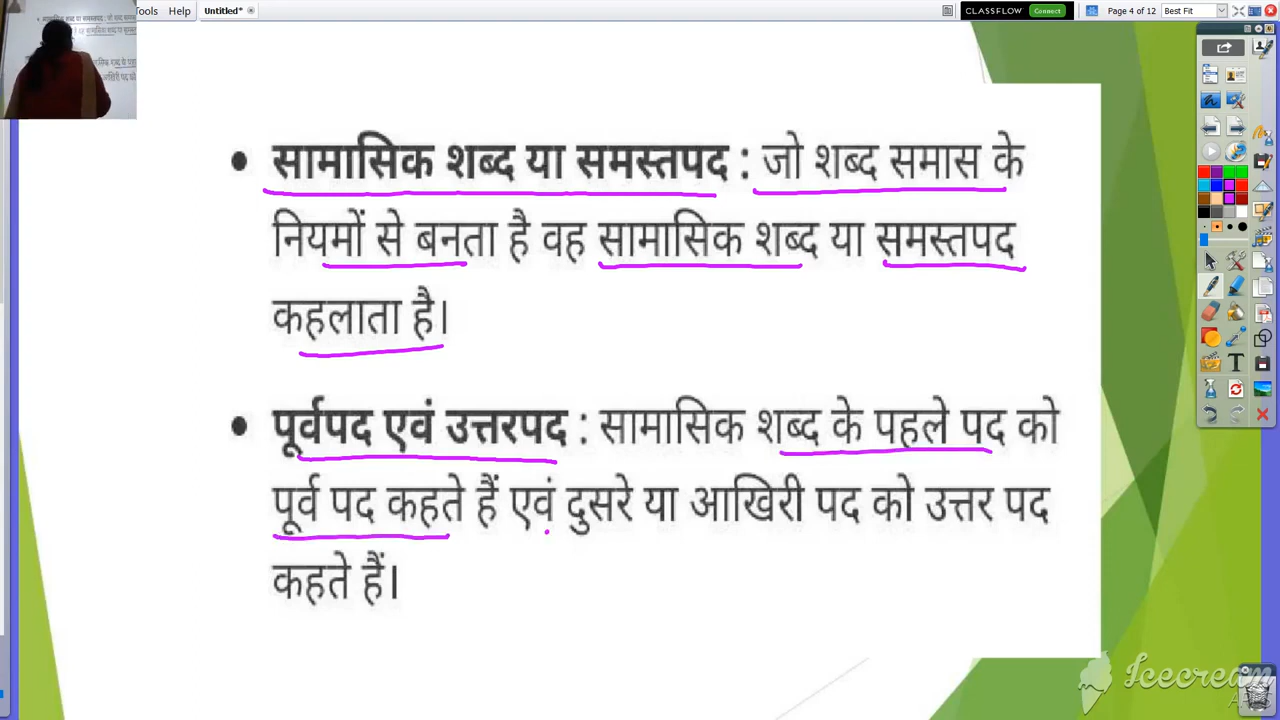 Tools Help Untitled* CLASSFLOW Connect Page 4 of 12 Best Fit
• सामासिक शब्द या समस्तपद : जो शब्द समास के
नियमों से बनता है वह सामासिक शब्द या समस्तपद
कहलाता है।
• पूर्वपद एवं उत्तरपद : सामासिक शब्द के पहले पद को
पूर्व पद कहते हैं एवं दुसरे या आखिरी पद को उत्तर पद
कहते हैं।
Icecream